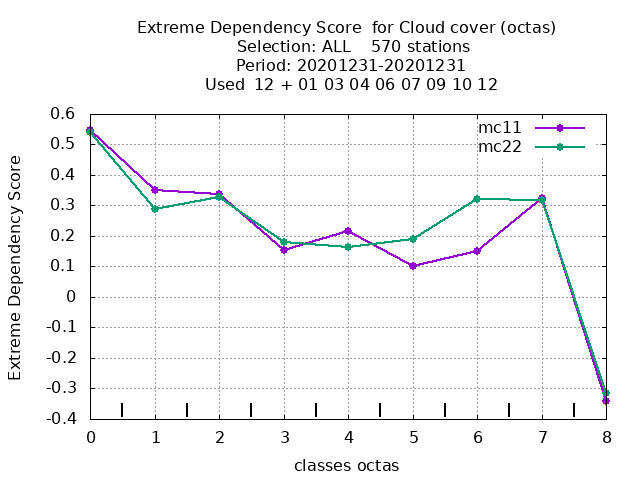 Extreme Dependency Score  for Cloud cover (octas)
Selection: ALL    570 stations
Period: 20201231-20201231
Used  12 + 01 03 04 06 07 09 10 12
mc11
mc22
Extreme Dependency Score
0.6
0.5
0.4
0.3
0.2
0.1
0
-0.1
-0.2
-0.3
-0.4
0 1 2 3 4 5 6 7 8
classes octas